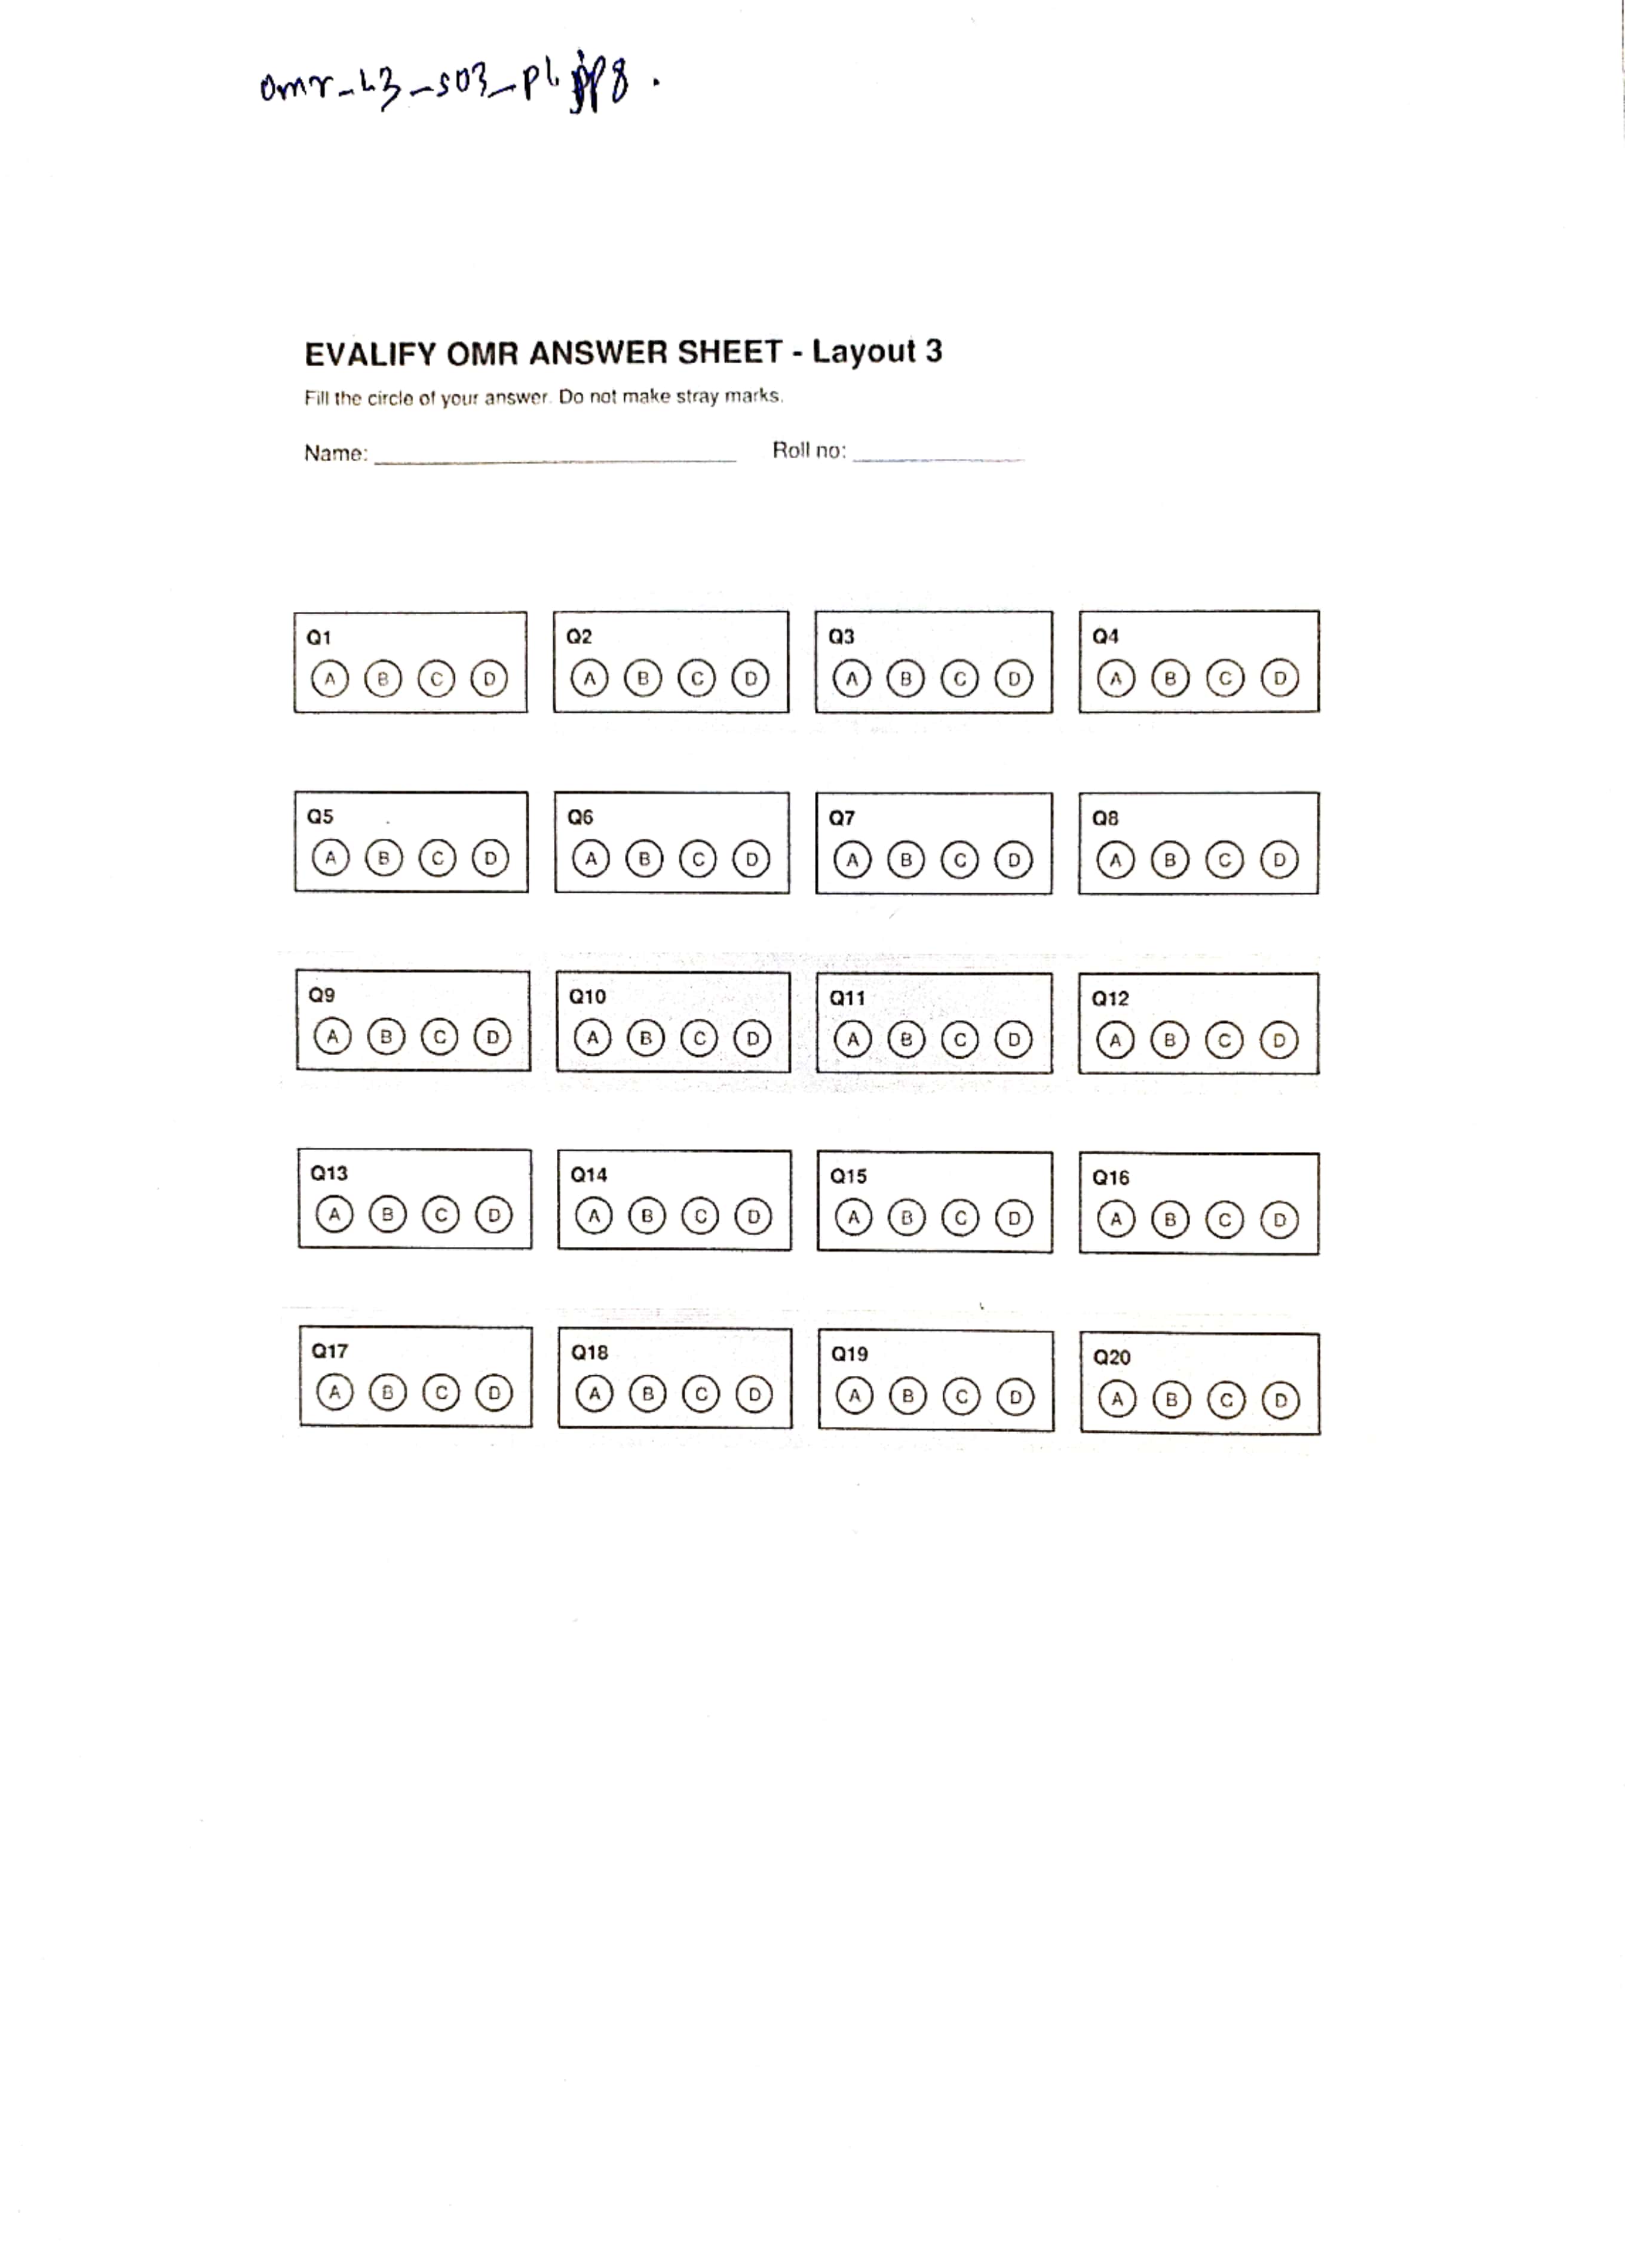 omr_L3_s03_p1.jpg.
EVALIFY OMR ANSWER SHEET - Layout 3
Fill the circle of your answer. Do not make stray marks.
Name: Roll no:
Q1 Q2 Q3 Q4
A B C D A B C D A B C D A B C D
Q5 Q6 Q7 Q8
A B C D A B C D A B C D A B C D
Q9 Q10 Q11 Q12
A B C D A B C D A B C D A B C D
Q13 Q14 Q15 Q16
A B C D A B C D A B C D A B C D
Q17 Q18 Q19 Q20
A B C D A B C D A B C D A B C D